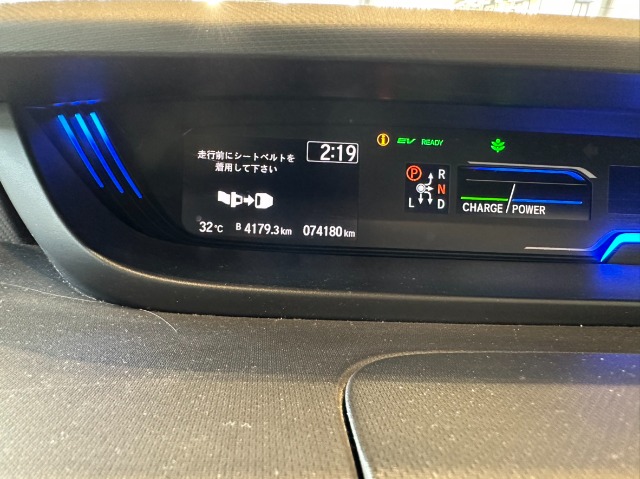 走行前にシートベルトを
着用して下さい
2:19
32℃ B 4179.3km 074180km
i EV READY
P R
N
L D
CHARGE POWER